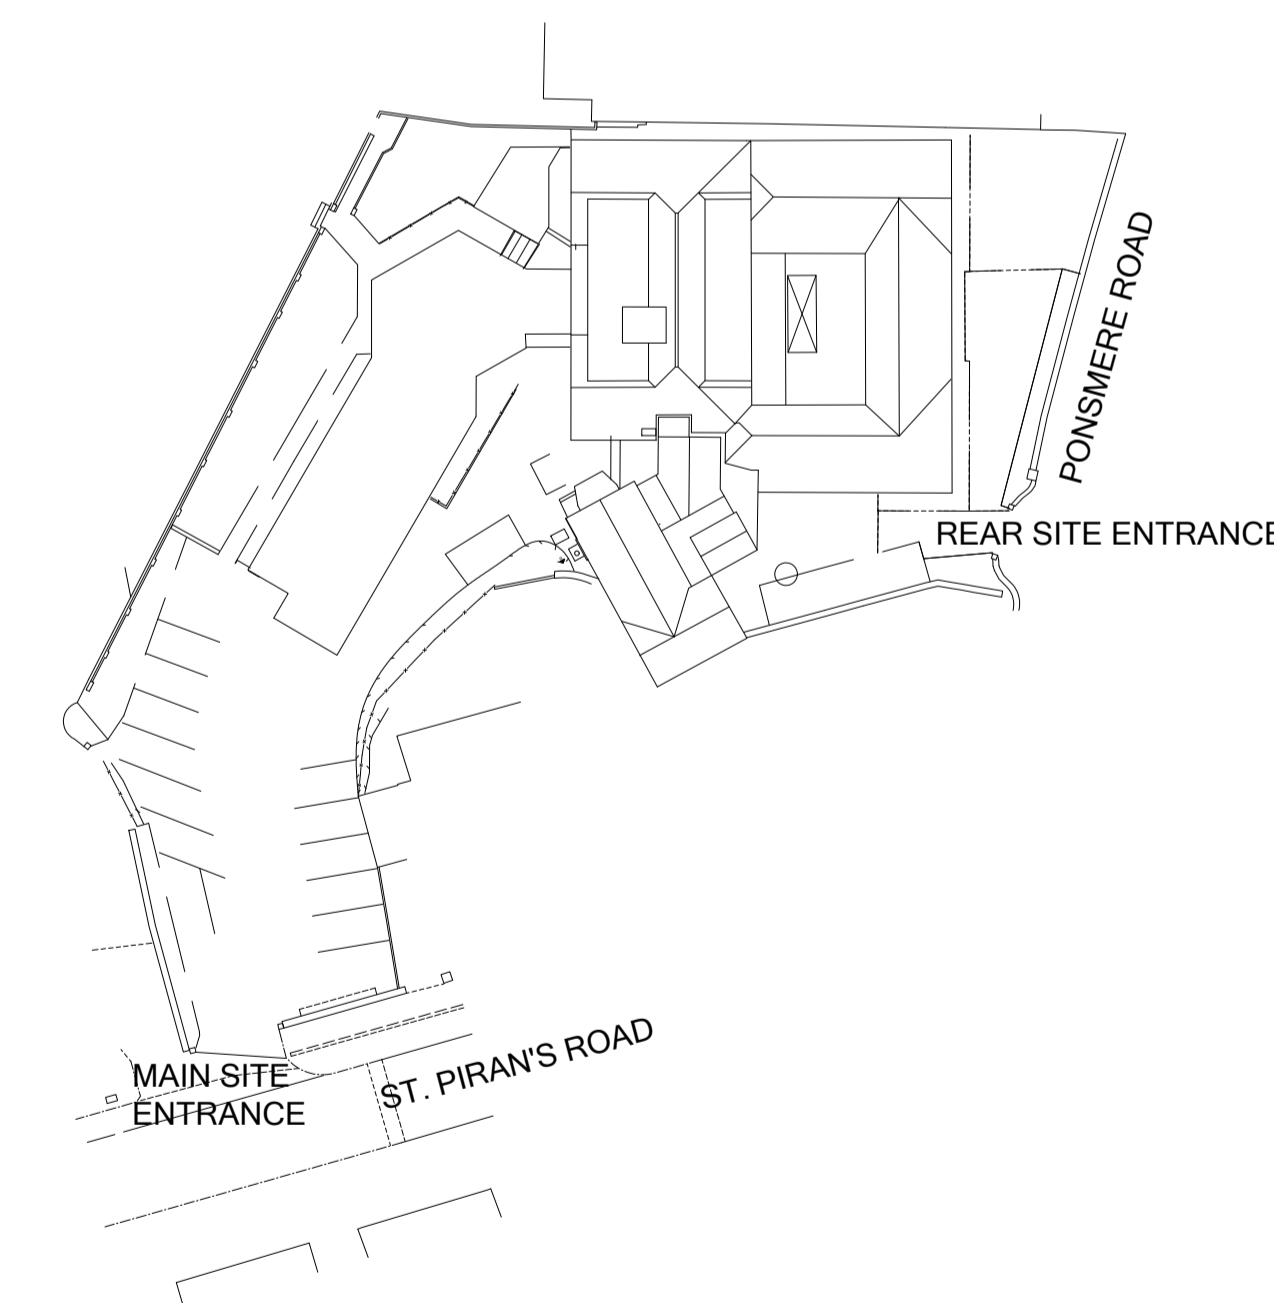 PONSMERE ROAD
REAR SITE ENTRANCE
ST. PIRAN'S ROAD
MAIN SITE
ENTRANCE